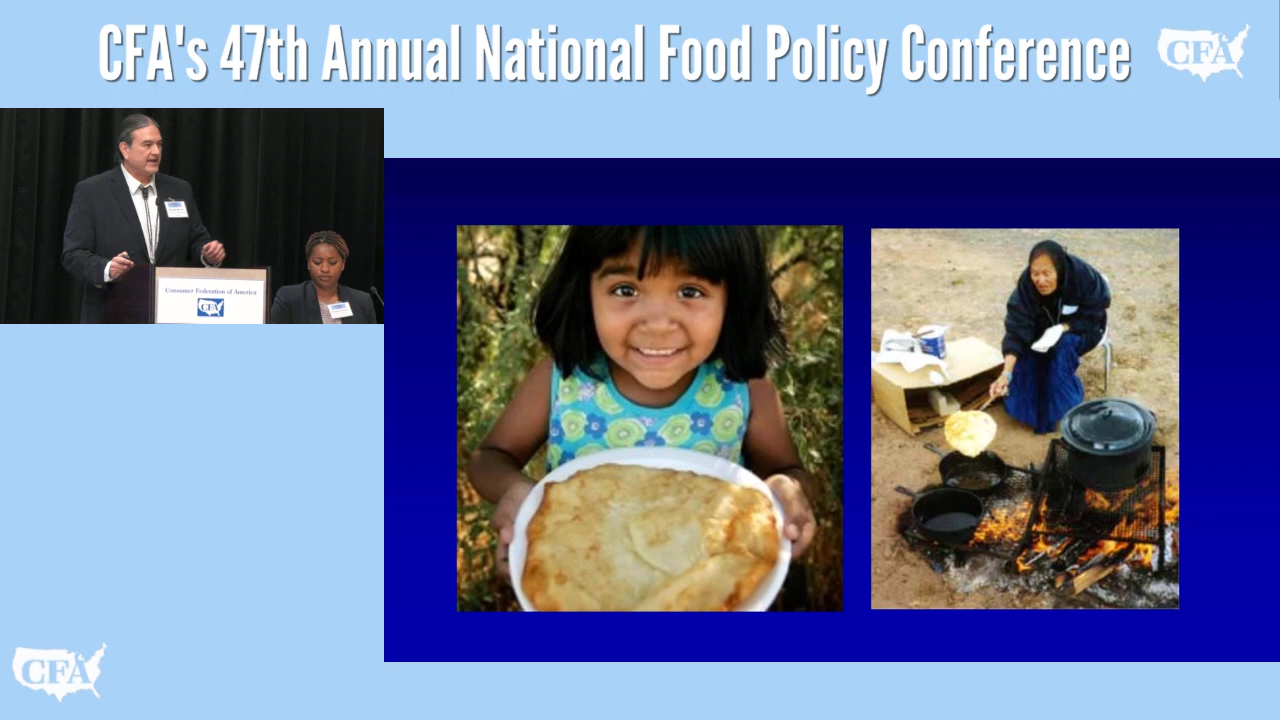 CFA's 47th Annual National Food Policy Conference
CFA
Consumer Federation of America
CFA
CFA